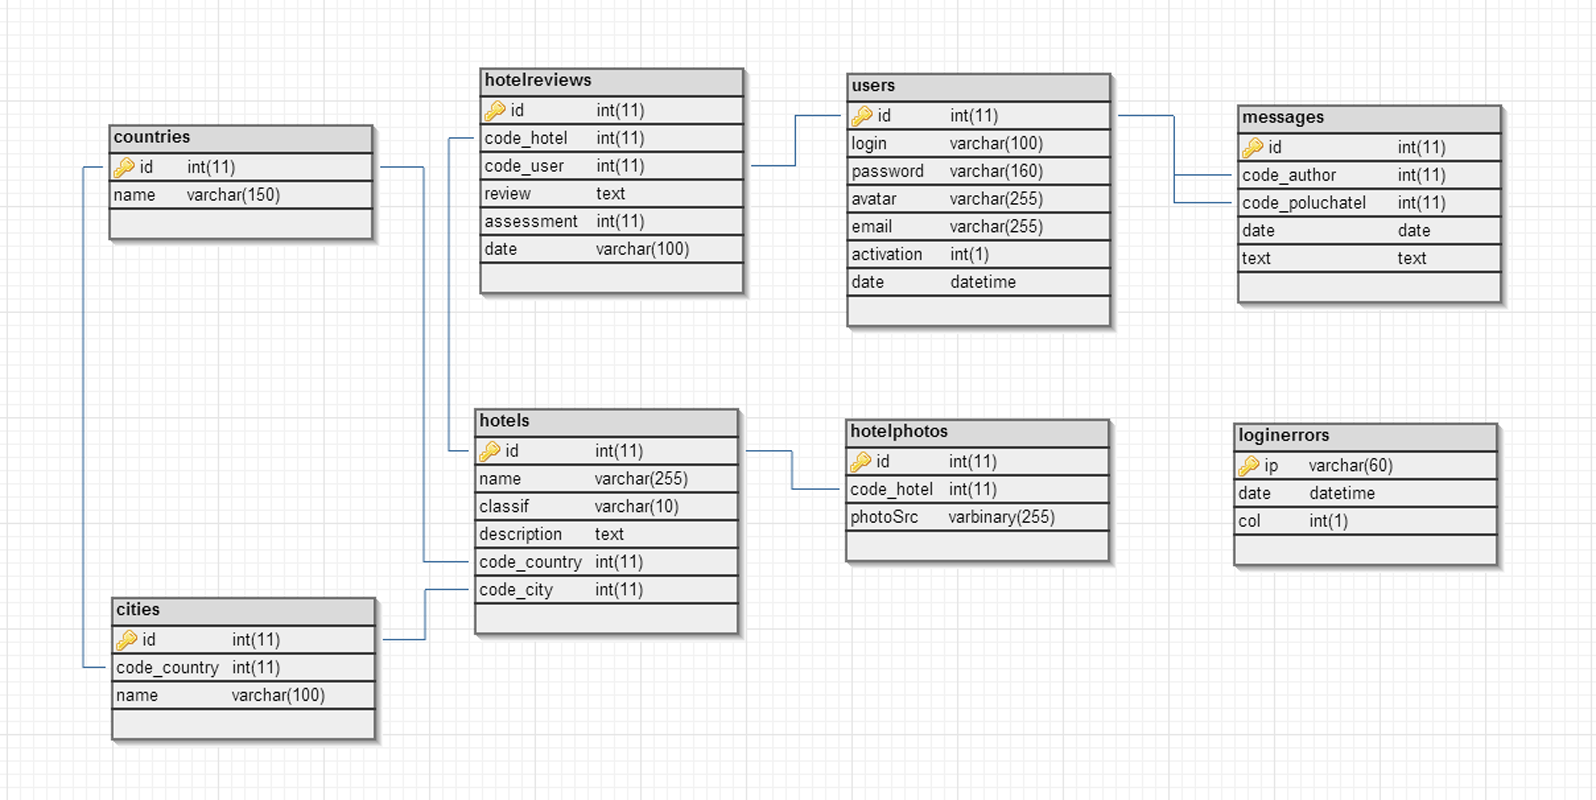 countries
id int(11)
name varchar(150)
hotelreviews
id int(11)
code_hotel int(11)
code_user int(11)
review text
assessment int(11)
date varchar(100)
users
id int(11)
login varchar(100)
password varchar(160)
avatar varchar(255)
email varchar(255)
activation int(1)
date datetime
messages
id int(11)
code_author int(11)
code_poluchatel int(11)
date date
text text
hotels
id int(11)
name varchar(255)
classif varchar(10)
description text
code_country int(11)
code_city int(11)
hotelphotos
id int(11)
code_hotel int(11)
photoSrc varbinary(255)
loginerrors
ip varchar(60)
date datetime
col int(1)
cities
id int(11)
code_country int(11)
name varchar(100)